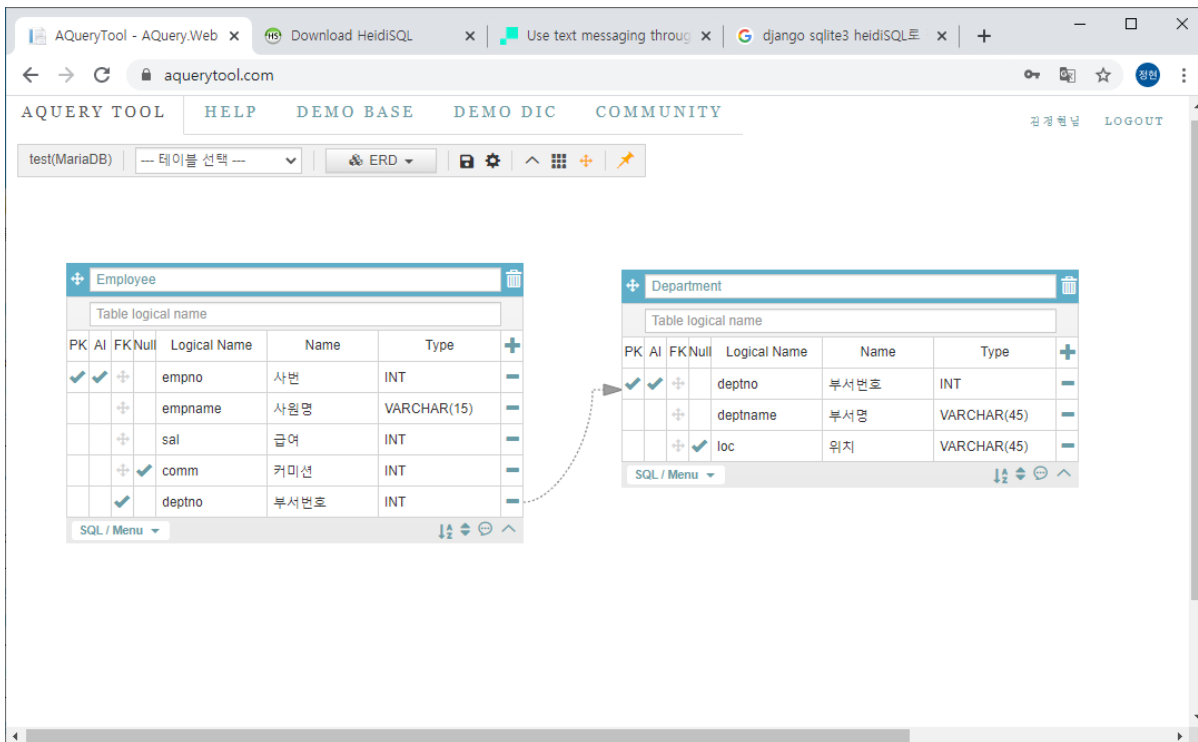 AQueryTool - AQuery.Web
Download HeidiSQL
Use text messaging throug
django sqlite3 heidiSQL로
aquerytool.com
정현
AQUERY TOOL
HELP
DEMO BASE
DEMO DIC
COMMUNITY
김정현님
LOGOUT
test(MariaDB)
--- 테이블 선택 ---
ERD
Employee
Table logical name
PK AI FK Null Logical Name Name Type
empno 사번 INT
empname 사원명 VARCHAR(15)
sal 급여 INT
comm 커미션 INT
deptno 부서번호 INT
SQL / Menu
Department
Table logical name
PK AI FK Null Logical Name Name Type
deptno 부서번호 INT
deptname 부서명 VARCHAR(45)
loc 위치 VARCHAR(45)
SQL / Menu